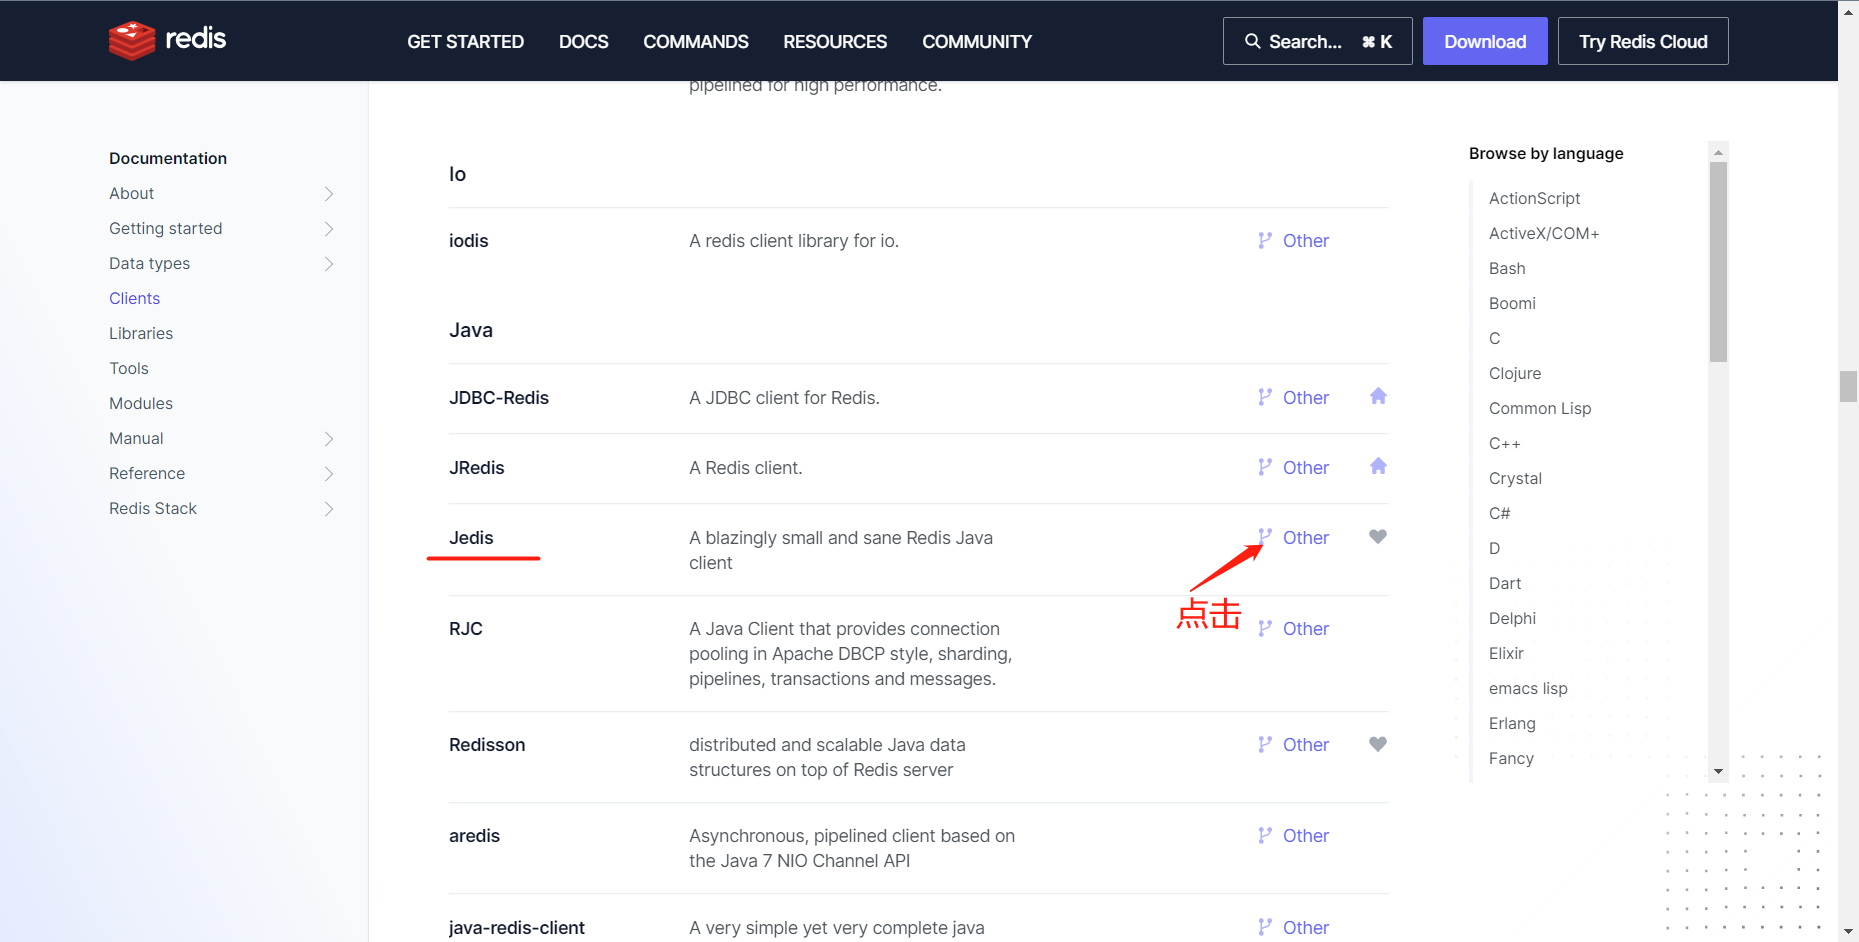 redis
GET STARTED DOCS COMMANDS RESOURCES COMMUNITY
Search... ⌘ K
Download
Try Redis Cloud
Documentation
About
Getting started
Data types
Clients
Libraries
Tools
Modules
Manual
Reference
Redis Stack
pipelined for high performance.
Io
iodis A redis client library for io. Other
Java
JDBC-Redis A JDBC client for Redis. Other
JRedis A Redis client. Other
Jedis A blazingly small and sane Redis Java Other
client
点击
RJC A Java Client that provides connection Other
pooling in Apache DBCP style, sharding,
pipelines, transactions and messages.
Redisson distributed and scalable Java data Other
structures on top of Redis server
aredis Asynchronous, pipelined client based on Other
the Java 7 NIO Channel API
java-redis-client A very simple yet very complete java Other
Browse by language
ActionScript
ActiveX/COM+
Bash
Boomi
C
Clojure
Common Lisp
C++
Crystal
C#
D
Dart
Delphi
Elixir
emacs lisp
Erlang
Fancy